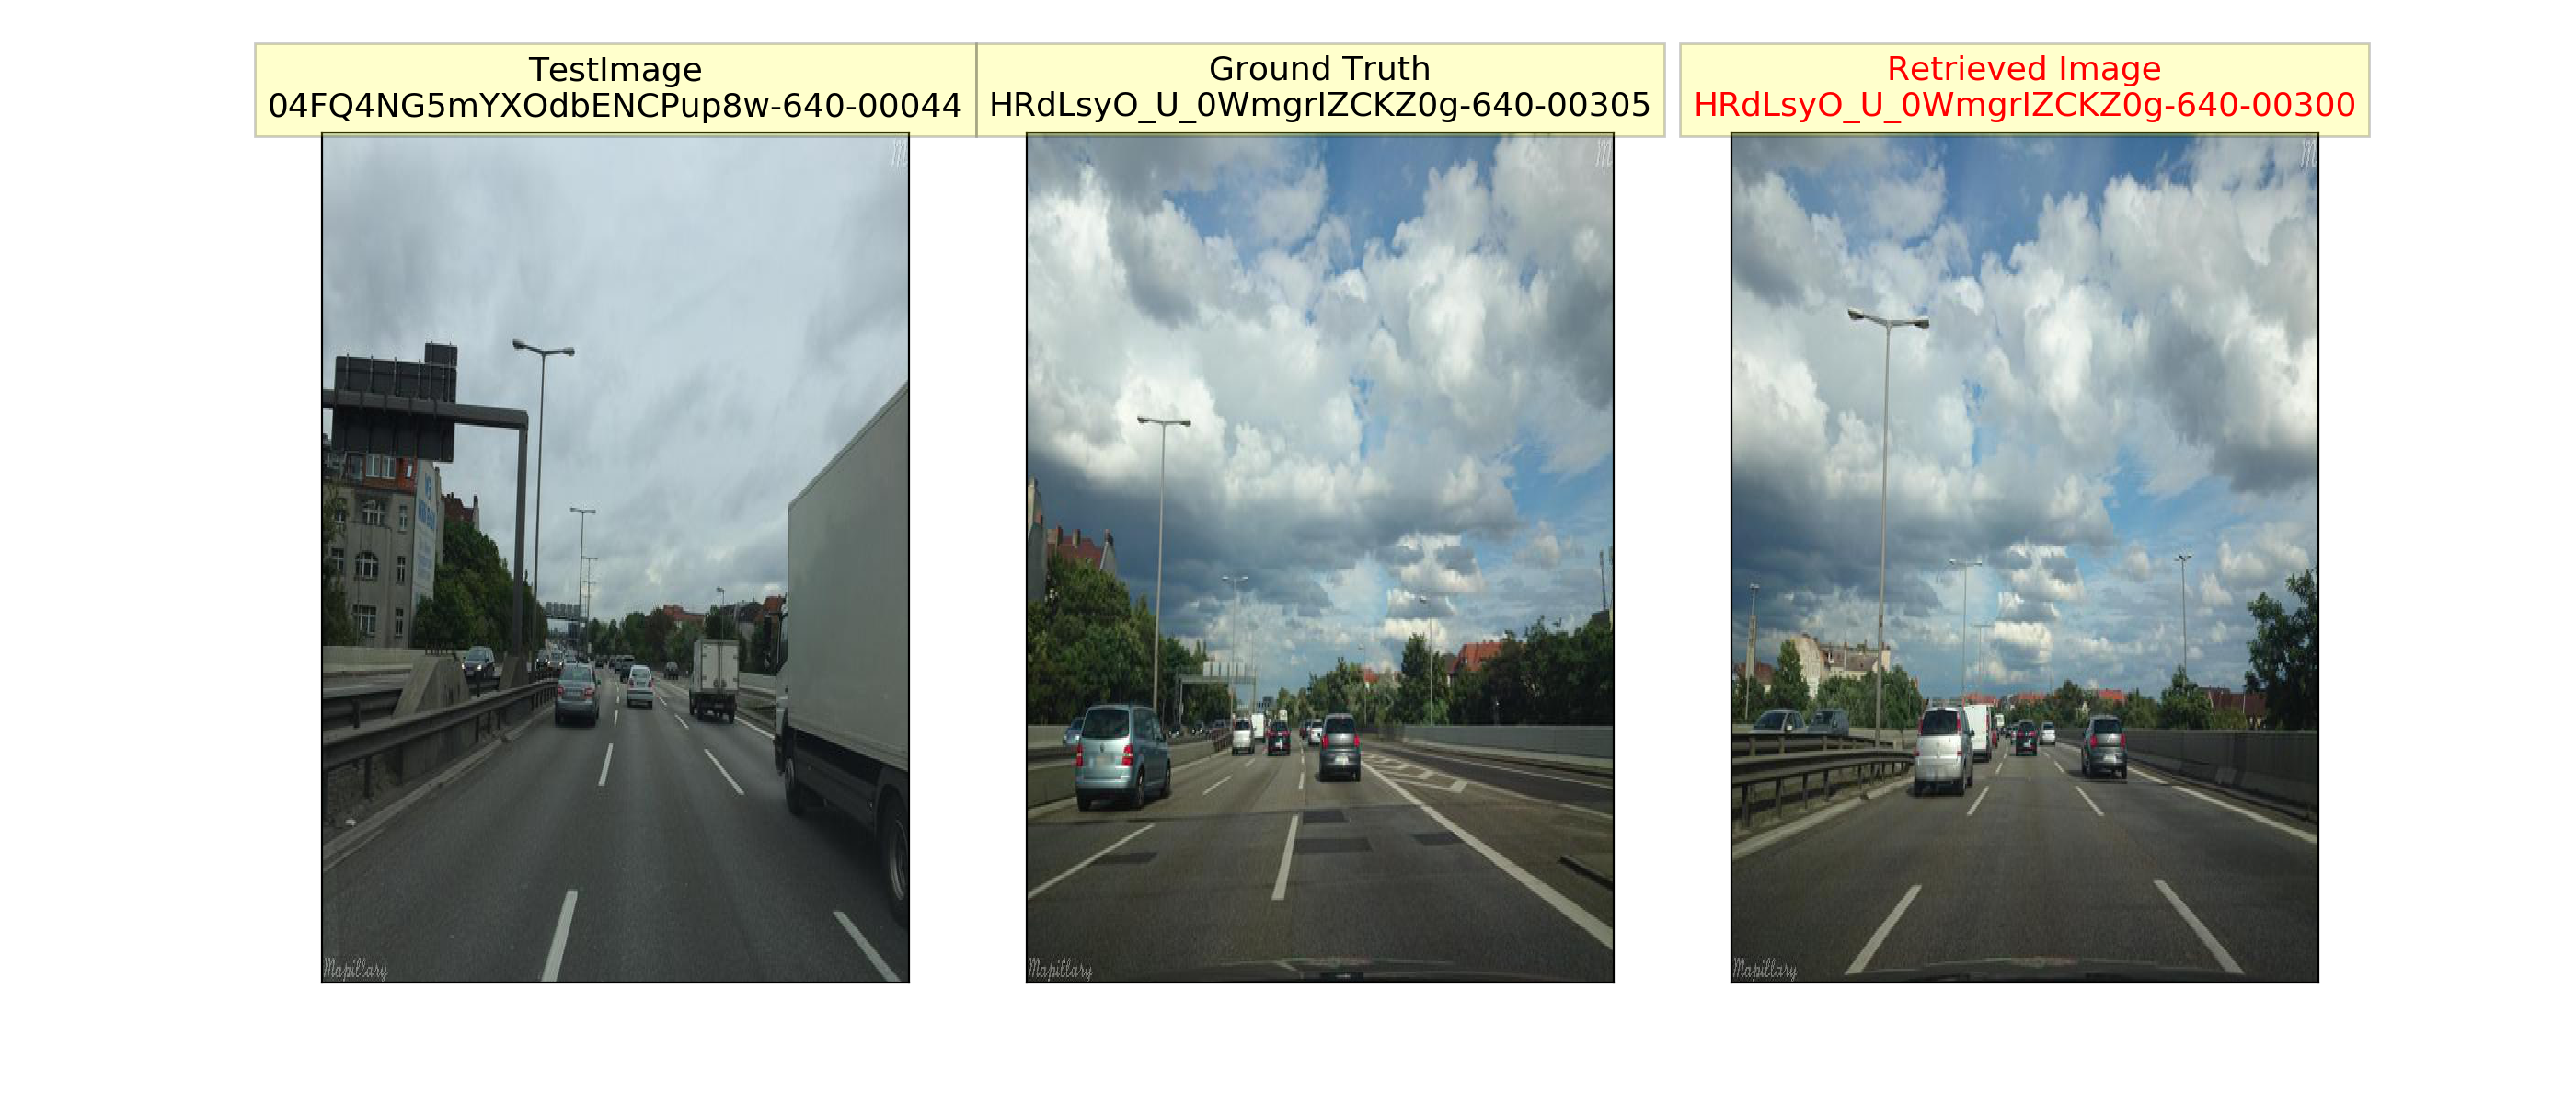 TestImage
04FQ4NG5mYXOdbENCPup8w-640-00044
Ground Truth
HRdLsyO_U_0WmgrIZCKZ0g-640-00305
Retrieved Image
HRdLsyO_U_0WmgrIZCKZ0g-640-00300
M
M
M
Mapillary
Mapillary
Mapillary